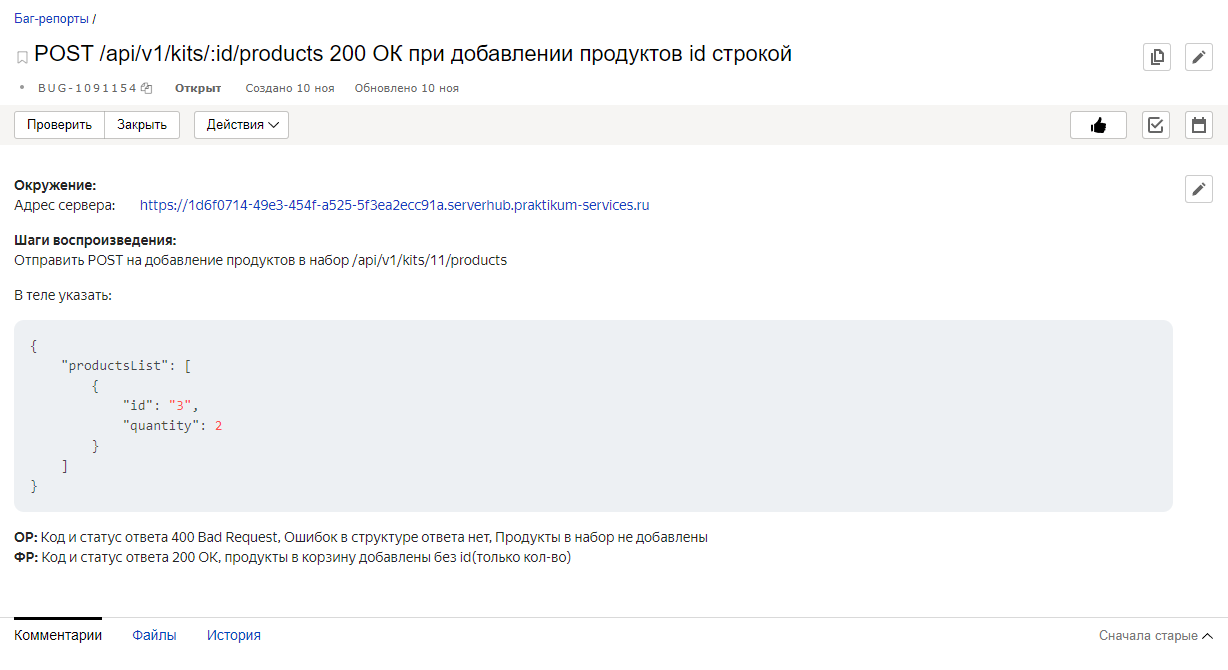 Баг-репорты /
POST /api/v1/kits/:id/products 200 ОК при добавлении продуктов id строкой
BUG-1091154 Открыт Создано 10 ноя Обновлено 10 ноя
Проверить Закрыть Действия
Окружение:
Адрес сервера: https://1d6f0714-49e3-454f-a525-5f3ea2ecc91a.serverhub.praktikum-services.ru
Шаги воспроизведения:
Отправить POST на добавление продуктов в набор /api/v1/kits/11/products
В теле указать:
{
"productsList": [
{
"id": "3",
"quantity": 2
}
]
}
ОР: Код и статус ответа 400 Bad Request, Ошибок в структуре ответа нет, Продукты в набор не добавлены
ФР: Код и статус ответа 200 ОК, продукты в корзину добавлены без id(только кол-во)
Комментарии Файлы История Сначала старые